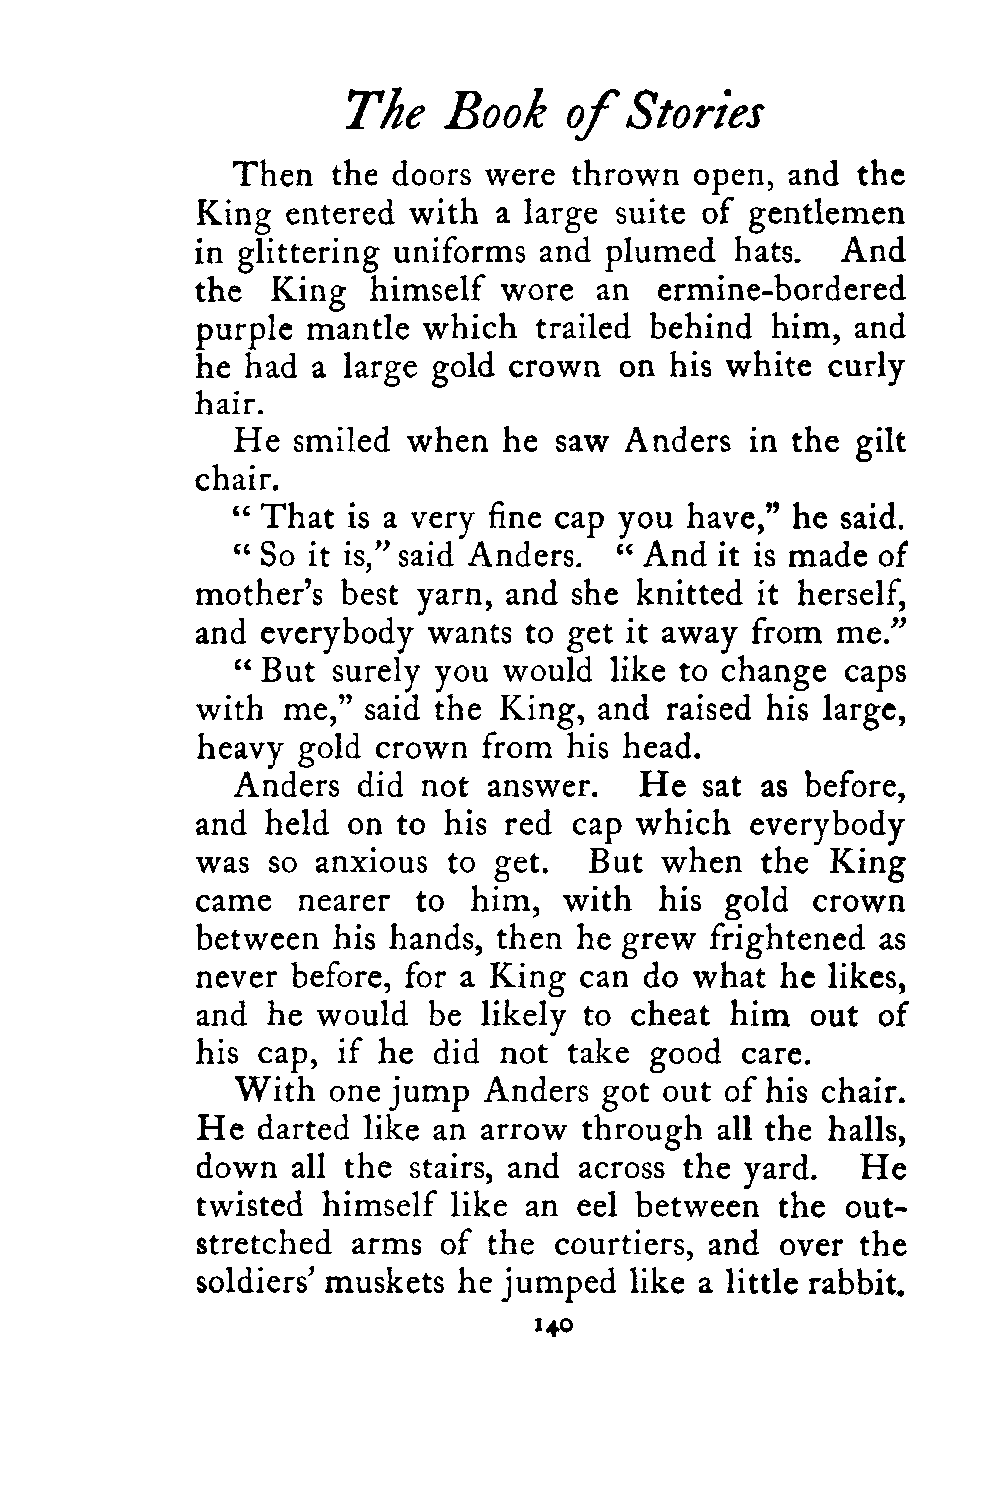 The Book of Stories
Then the doors were thrown open, and the
King entered with a large suite of gentlemen
in glittering uniforms and plumed hats. And
the King himself wore an ermine-bordered
purple mantle which trailed behind him, and
he had a large gold crown on his white curly
hair.
He smiled when he saw Anders in the gilt
chair.
“ That is a very fine cap you have,” he said.
“ So it is,” said Anders. “ And it is made of
mother’s best yarn, and she knitted it herself,
and everybody wants to get it away from me.”
“ But surely you would like to change caps
with me,” said the King, and raised his large,
heavy gold crown from his head.
Anders did not answer. He sat as before,
and held on to his red cap which everybody
was so anxious to get. But when the King
came nearer to him, with his gold crown
between his hands, then he grew frightened as
never before, for a King can do what he likes,
and he would be likely to cheat him out of
his cap, if he did not take good care.
With one jump Anders got out of his chair.
He darted like an arrow through all the halls,
down all the stairs, and across the yard. He
twisted himself like an eel between the out-
stretched arms of the courtiers, and over the
soldiers’ muskets he jumped like a little rabbit.
140